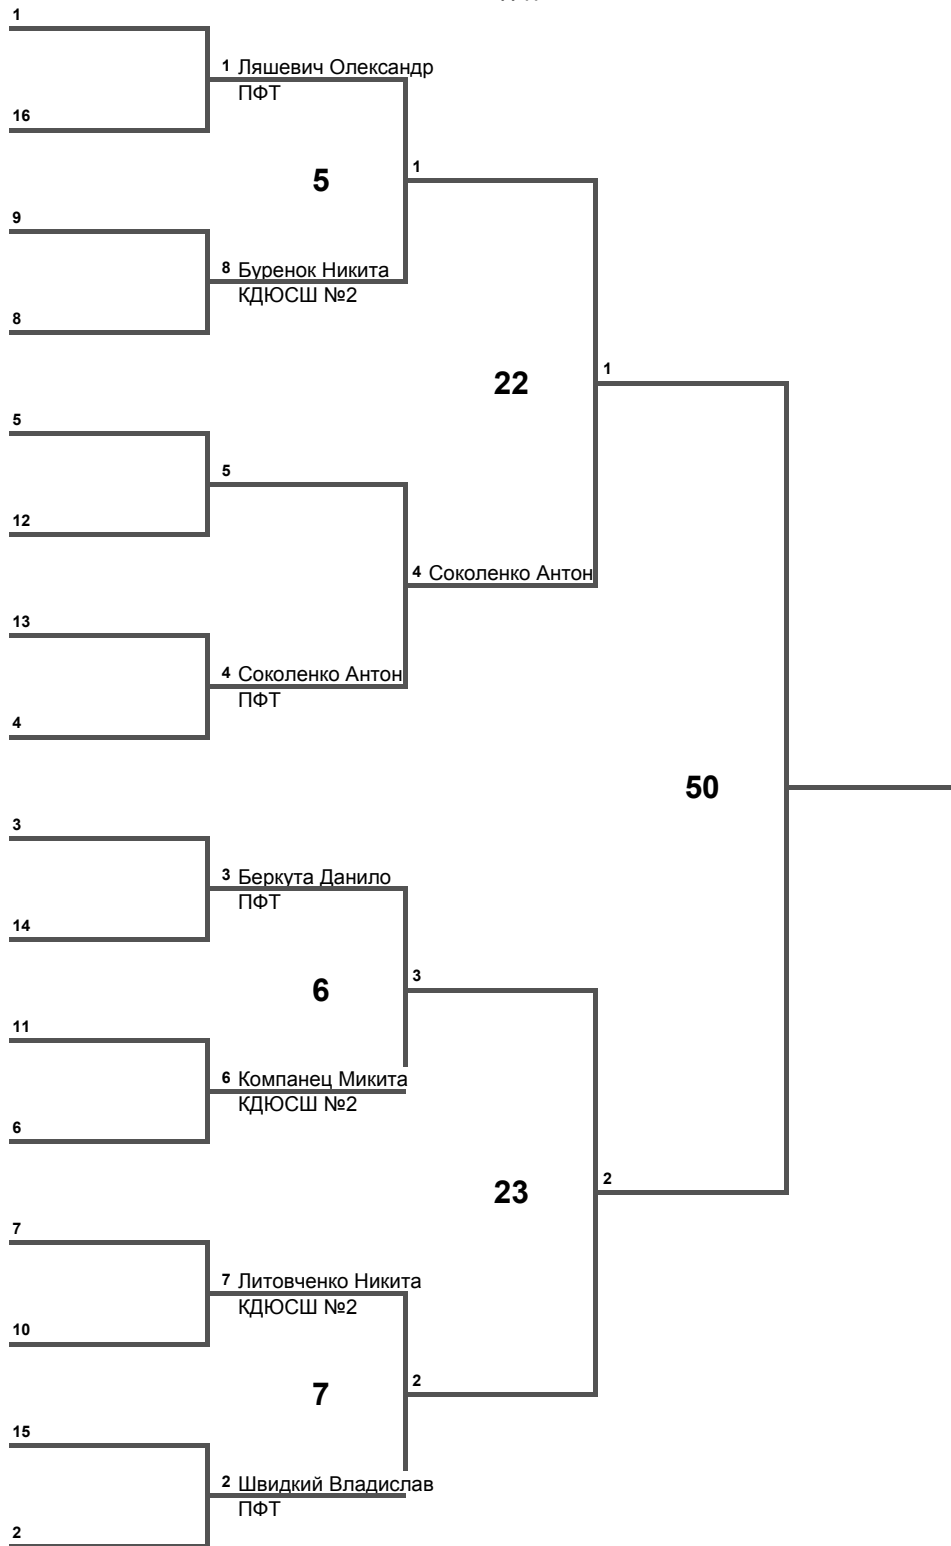 1
1 Ляшевич Олександр
ПФТ
16
1
5
9
8 Буренок Никита
КДЮСШ №2
8
1
22
5
5
12
4 Соколенко Антон
13
4 Соколенко Антон
ПФТ
4
50
3
3 Беркута Данило
ПФТ
14
3
6
11
6 Компанец Микита
КДЮСШ №2
6
2
23
7
7 Литовченко Никита
КДЮСШ №2
10
2
7
15
2 Швидкий Владислав
ПФТ
2